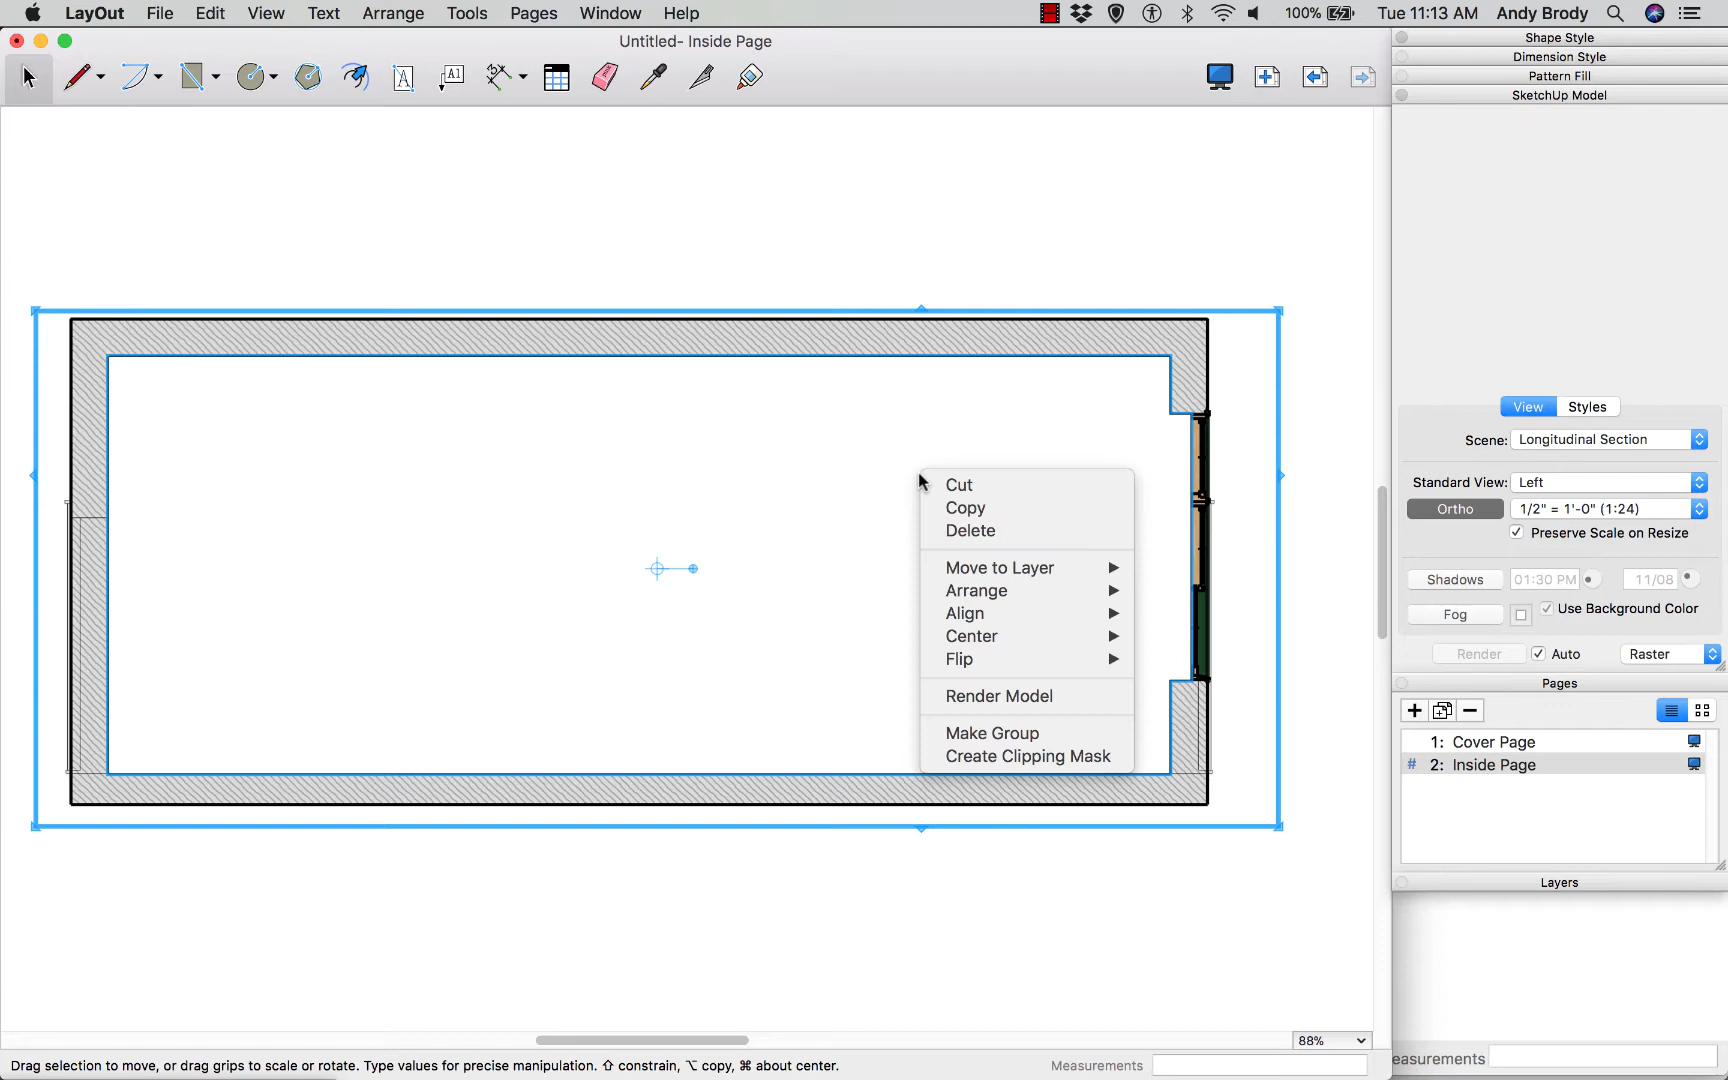 LayOut File Edit View Text Arrange Tools Pages Window Help 100% Tue 11:13 AM Andy Brody
Untitled- Inside Page
A
A1
Shape Style
Dimension Style
Pattern Fill
SketchUp Model
Cut
Copy
Delete
Move to Layer
Arrange
Align
Center
Flip
Render Model
Make Group
Create Clipping Mask
View Styles
Scene: Longitudinal Section
Standard View: Left
Ortho 1/2" = 1'-0" (1:24)
Preserve Scale on Resize
Shadows 01:30 PM 11/08
Fog Use Background Color
Render Auto Raster
Pages
1: Cover Page
# 2: Inside Page
Layers
88%
Drag selection to move, or drag grips to scale or rotate. Type values for precise manipulation. ⇧ constrain, ⌥ copy, ⌘ about center. Measurements
easurements